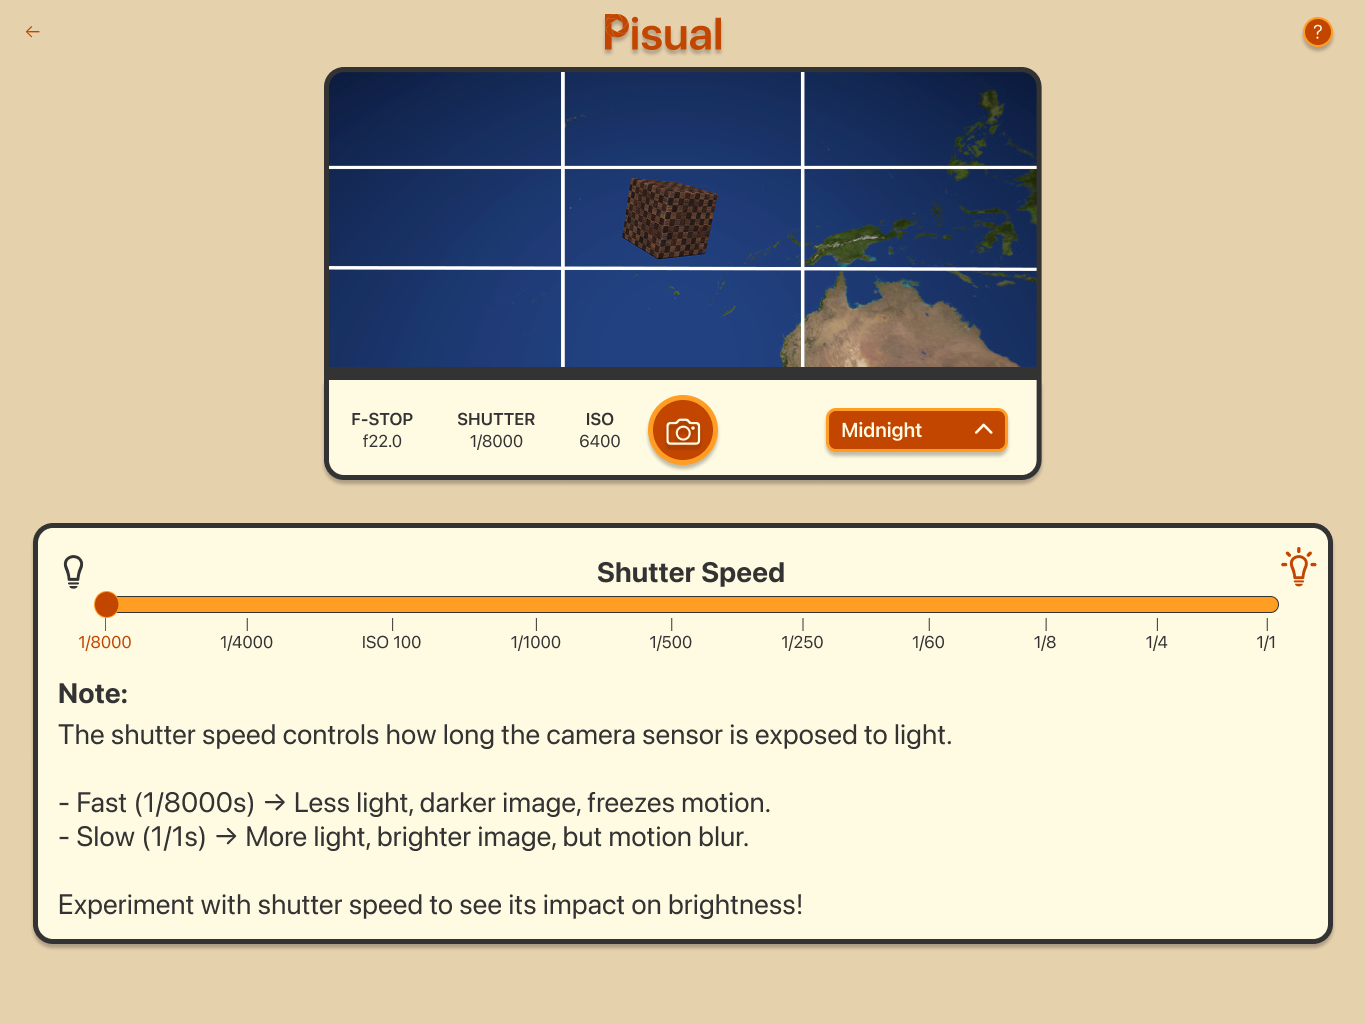 Pisual
?
F-STOP
f22.0
SHUTTER
1/8000
ISO
6400
Midnight
Shutter Speed
1/8000 1/4000 ISO 100 1/1000 1/500 1/250 1/60 1/8 1/4 1/1
Note:
The shutter speed controls how long the camera sensor is exposed to light.
- Fast (1/8000s) → Less light, darker image, freezes motion.
- Slow (1/1s) → More light, brighter image, but motion blur.
Experiment with shutter speed to see its impact on brightness!